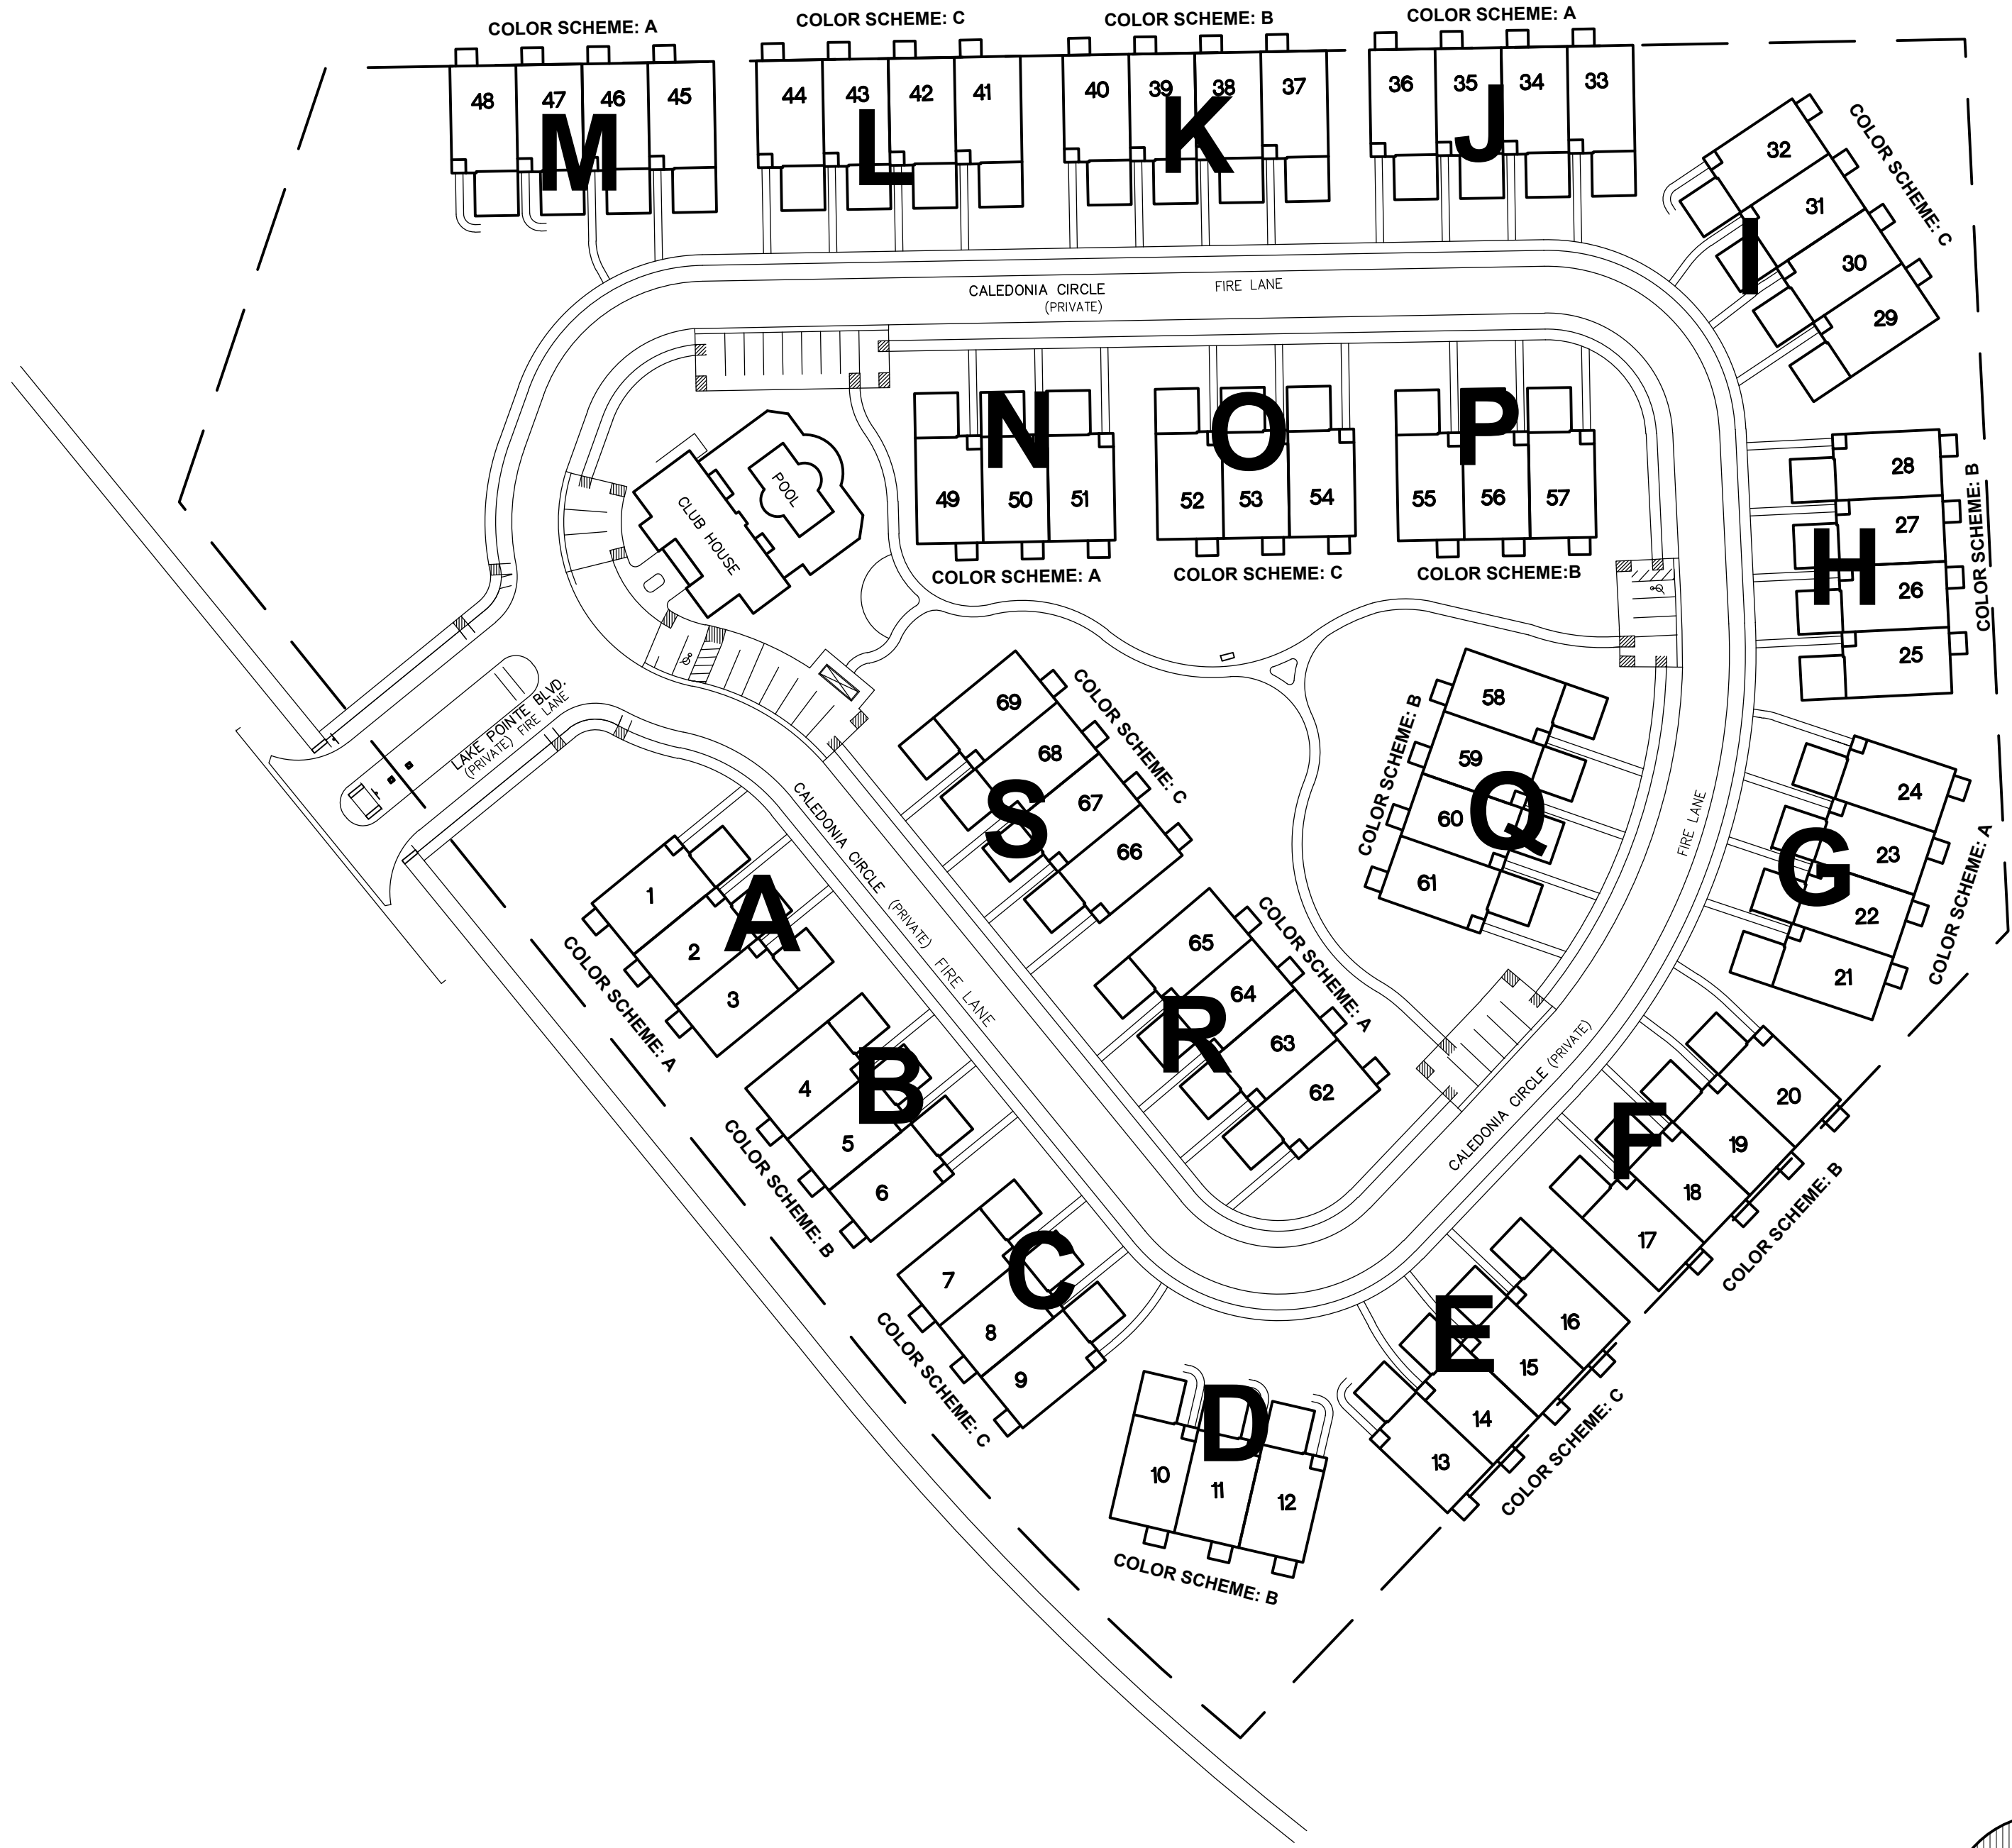 COLOR SCHEME: A
COLOR SCHEME: C
COLOR SCHEME: B
COLOR SCHEME: A
48
47
46
45
M
44
43
42
41
L
40
39
38
37
K
36
35
34
33
J
32
31
30
29
I
COLOR SCHEME: C
CALEDONIA CIRCLE
(PRIVATE)
FIRE LANE
28
27
26
25
H
COLOR SCHEME: B
POOL
CLUB HOUSE
N
49
50
51
COLOR SCHEME: A
O
52
53
54
COLOR SCHEME: C
P
55
56
57
COLOR SCHEME:B
LAKE POINTE BLVD.
(PRIVATE) FIRE LANE
69
68
67
66
S
COLOR SCHEME: C
58
59
60
61
Q
COLOR SCHEME: B
FIRE LANE
24
23
22
21
G
COLOR SCHEME: A
CALEDONIA CIRCLE (PRIVATE) FIRE LANE
1
2
3
A
COLOR SCHEME: A
65
64
63
62
R
COLOR SCHEME: A
4
5
6
B
COLOR SCHEME: B
CALEDONIA CIRCLE (PRIVATE)
20
19
18
17
F
COLOR SCHEME: B
7
8
9
C
COLOR SCHEME: C
16
15
14
13
E
COLOR SCHEME: C
D
10
11
12
COLOR SCHEME: B